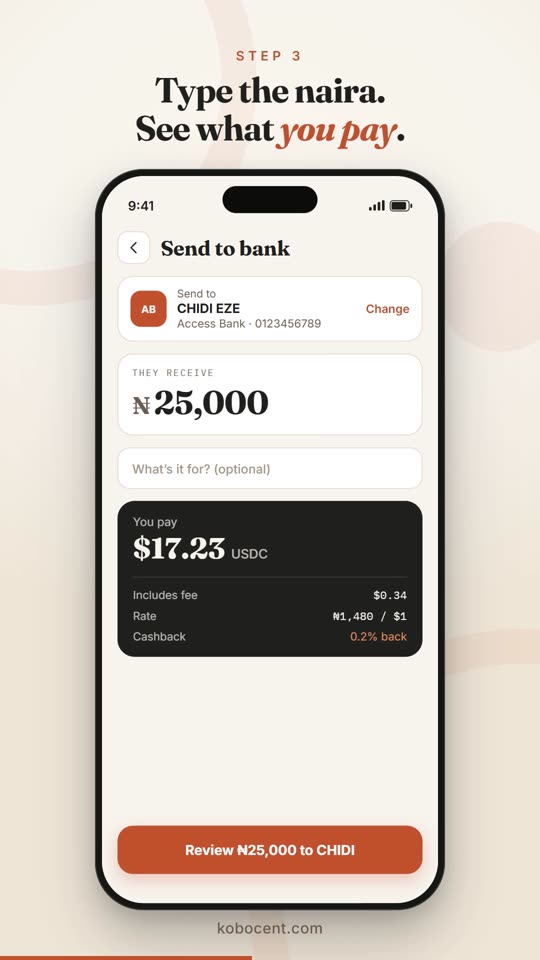 STEP 3
Type the naira.
See what you pay.
9:41
Send to bank
AB
Send to
CHIDI EZE
Access Bank · 0123456789
Change
THEY RECEIVE
₦25,000
What's it for? (optional)
You pay
$17.23 USDC
Includes fee $0.34
Rate ₦1,480 / $1
Cashback 0.2% back
Review ₦25,000 to CHIDI
kobocent.com